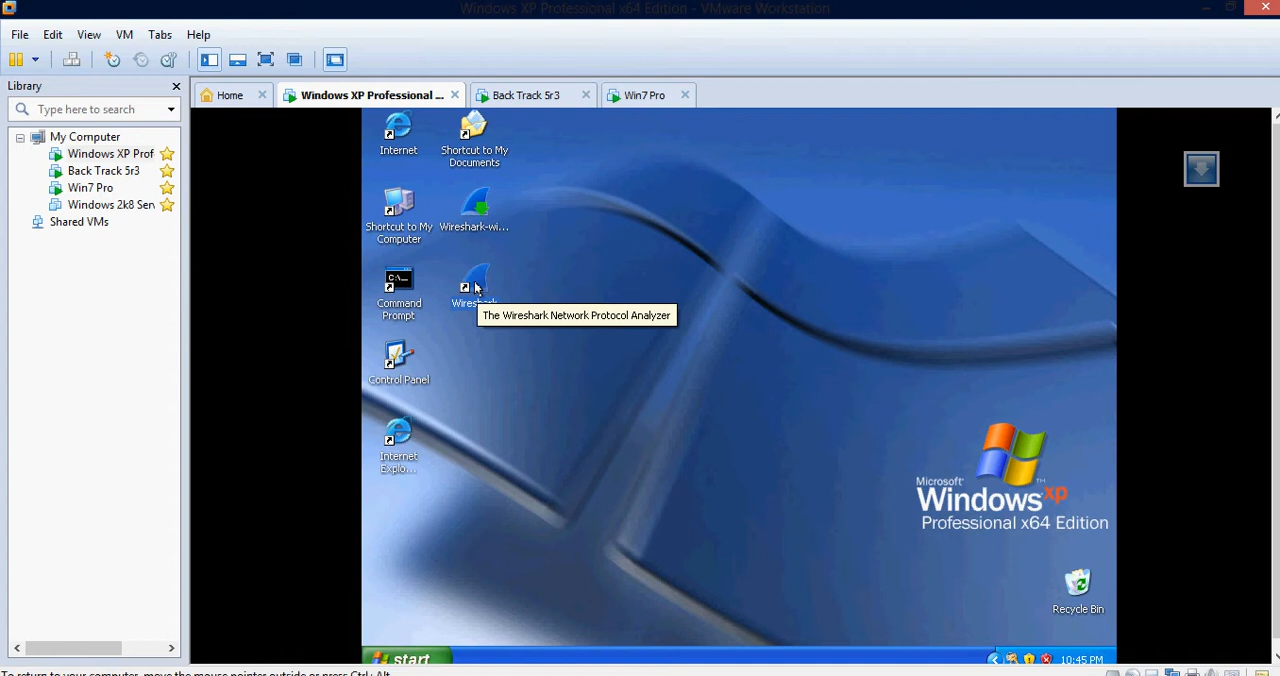 Windows XP Professional x64 Edition - VMware Workstation
File Edit View VM Tabs Help
Library
Type here to search
Home
Windows XP Professional ...
Back Track 5r3
Win7 Pro
My Computer
Windows XP Prof
Back Track 5r3
Win7 Pro
Windows 2k8 Sen
Shared VMs
Internet
Shortcut to My
Documents
Shortcut to My
Computer
Wireshark-wi...
C:\_
Command
Prompt
Wireshark
The Wireshark Network Protocol Analyzer
Control Panel
Internet
Explo...
Microsoft
Windows xp
Professional x64 Edition
Recycle Bin
start
10:45 PM
To return to your computer, move the mouse pointer outside or press Ctrl+Alt.